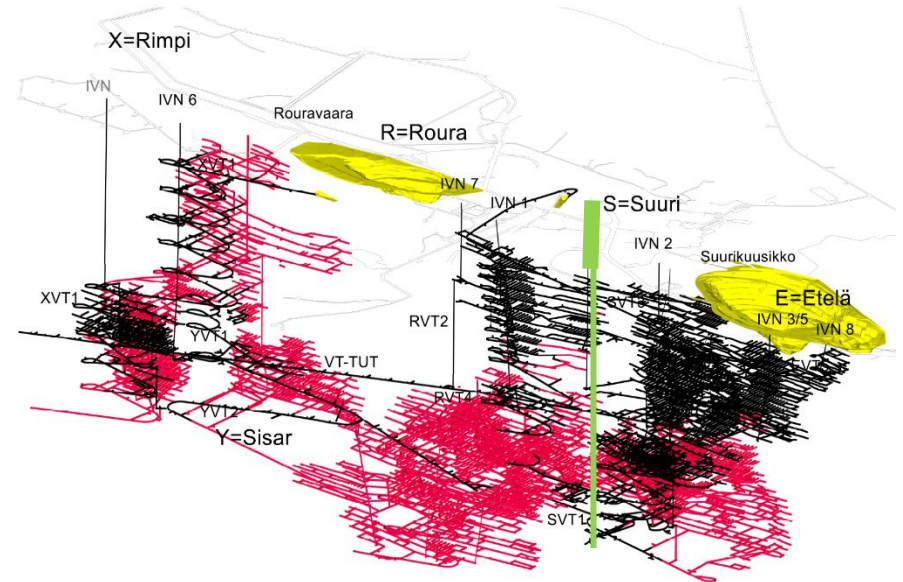 X=Rimpi
IVN
IVN 6
Rouravaara
R=Roura
XVT1
IVN 7
IVN 1
S=Suuri
IVN 2
Suurikuusikko
E=Etelä
IVN 3/5
IVN 8
XVT1
YVT1
RVT2
VT-TUT
RVT4
YVT2
Y=Sisar
SVT1